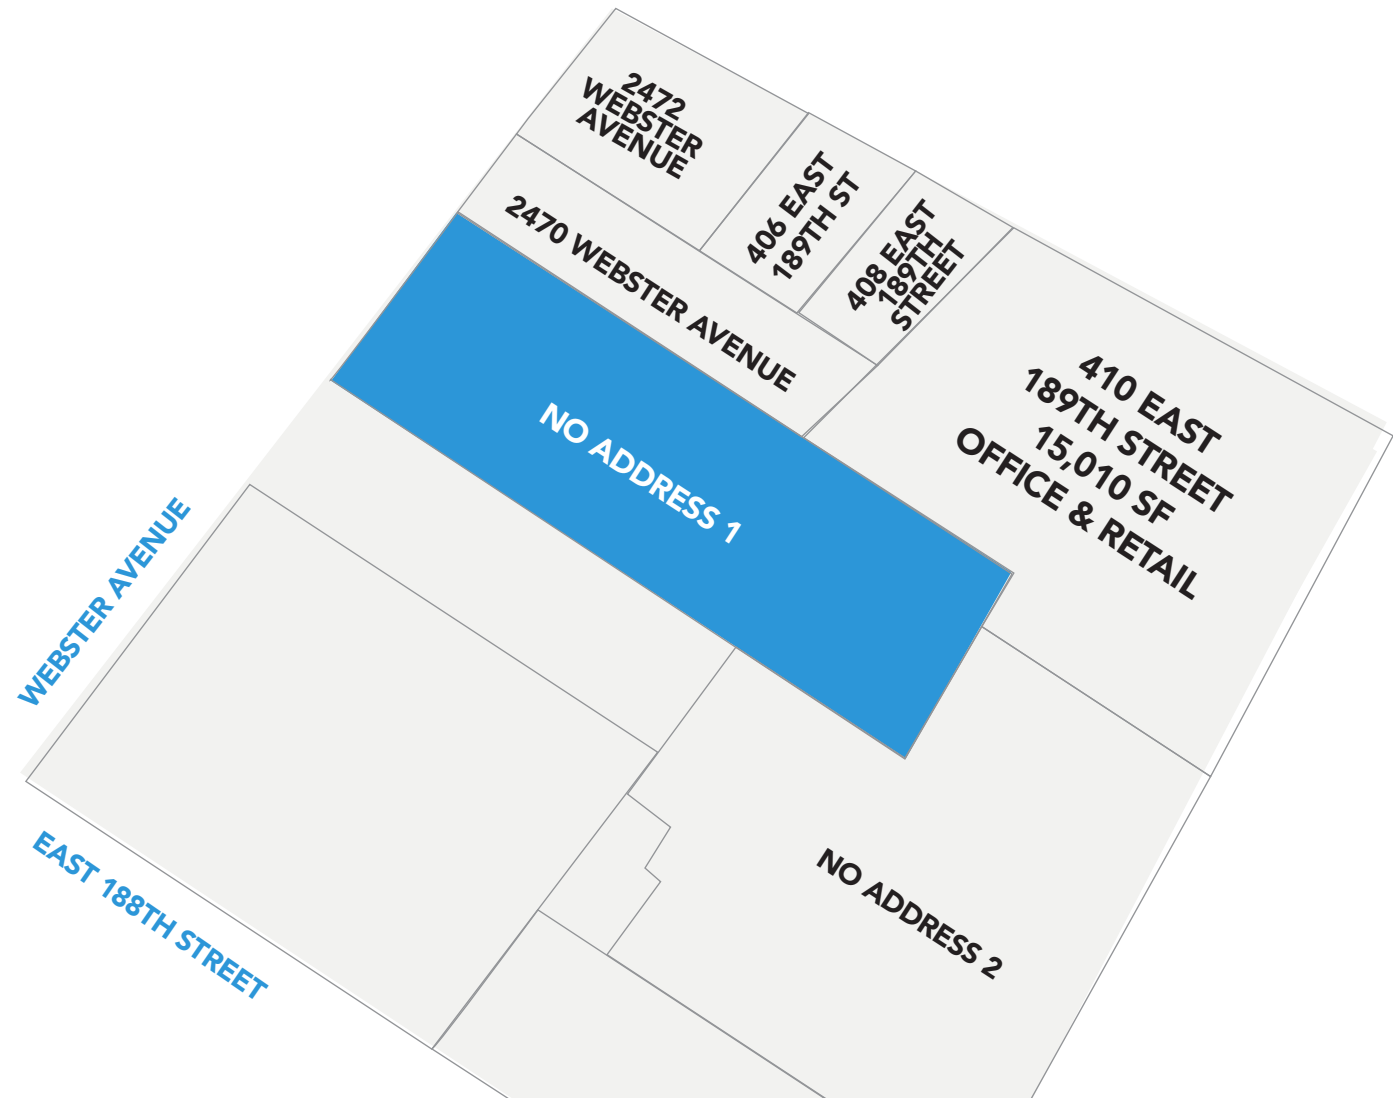 2472
WEBSTER
AVENUE
406 EAST
189TH ST
408 EAST
189TH
STREET
2470 WEBSTER AVENUE
410 EAST
189TH STREET
15,010 SF
OFFICE & RETAIL
NO ADDRESS 1
WEBSTER AVENUE
EAST 188TH STREET
NO ADDRESS 2